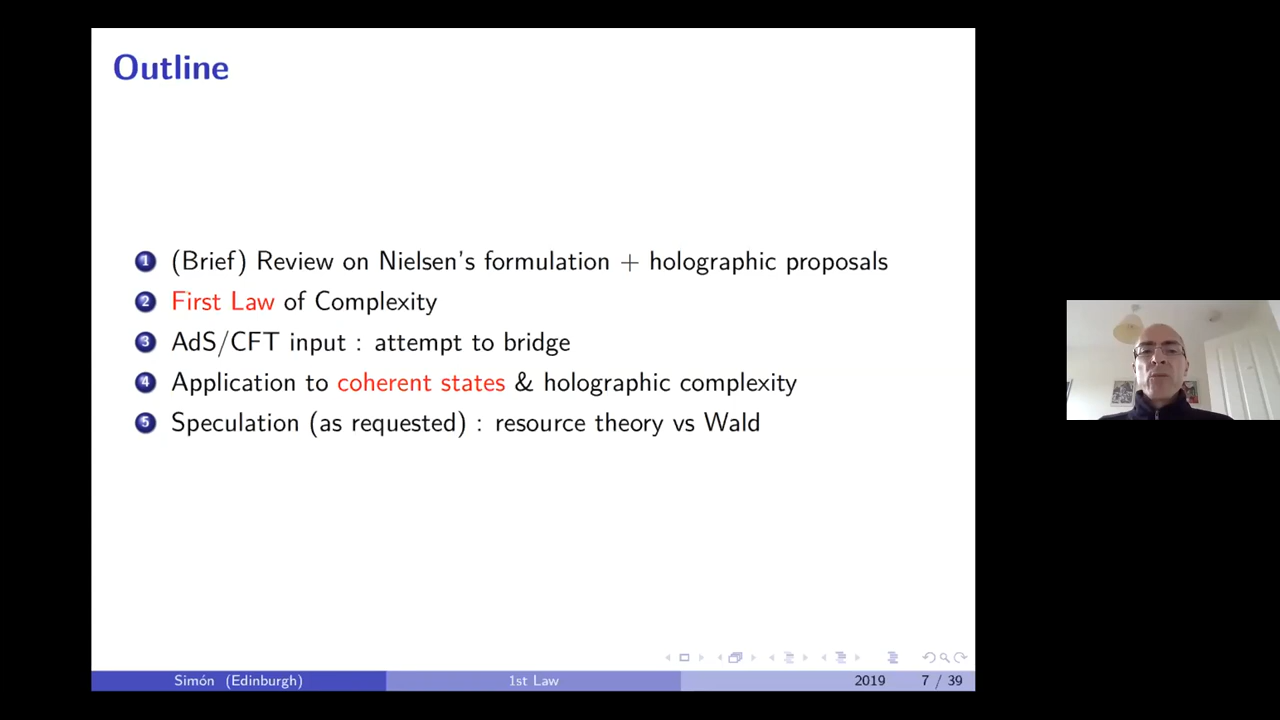 Outline
1 (Brief) Review on Nielsen's formulation + holographic proposals
2 First Law of Complexity
3 AdS/CFT input : attempt to bridge
4 Application to coherent states & holographic complexity
5 Speculation (as requested) : resource theory vs Wald
Simón (Edinburgh) 1st Law 2019 7 / 39